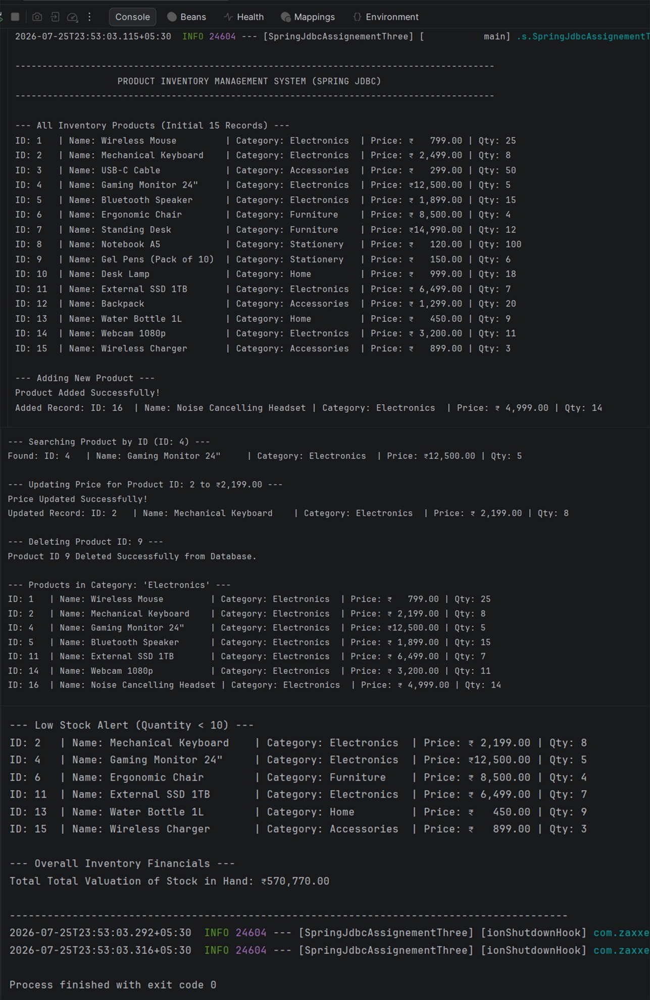 Console Beans Health Mappings {} Environment
2026-07-25T23:53:03.115+05:30  INFO 24604 --- [SpringJdbcAssignementThree] [           main] .s.SpringJdbcAssignementT
-----------------------------------------------------------------------------------------
PRODUCT INVENTORY MANAGEMENT SYSTEM (SPRING JDBC)
-----------------------------------------------------------------------------------------
--- All Inventory Products (Initial 15 Records) ---
ID: 1   | Name: Wireless Mouse         | Category: Electronics  | Price: ₹   799.00 | Qty: 25
ID: 2   | Name: Mechanical Keyboard    | Category: Electronics  | Price: ₹ 2,499.00 | Qty: 8
ID: 3   | Name: USB-C Cable            | Category: Accessories  | Price: ₹   299.00 | Qty: 50
ID: 4   | Name: Gaming Monitor 24"     | Category: Electronics  | Price: ₹12,500.00 | Qty: 5
ID: 5   | Name: Bluetooth Speaker      | Category: Electronics  | Price: ₹ 1,899.00 | Qty: 15
ID: 6   | Name: Ergonomic Chair        | Category: Furniture    | Price: ₹ 8,500.00 | Qty: 4
ID: 7   | Name: Standing Desk          | Category: Furniture    | Price: ₹14,990.00 | Qty: 12
ID: 8   | Name: Notebook A5            | Category: Stationery   | Price: ₹   120.00 | Qty: 100
ID: 9   | Name: Gel Pens (Pack of 10)  | Category: Stationery   | Price: ₹   150.00 | Qty: 6
ID: 10  | Name: Desk Lamp              | Category: Home         | Price: ₹   999.00 | Qty: 18
ID: 11  | Name: External SSD 1TB       | Category: Electronics  | Price: ₹ 6,499.00 | Qty: 7
ID: 12  | Name: Backpack               | Category: Accessories  | Price: ₹ 1,299.00 | Qty: 20
ID: 13  | Name: Water Bottle 1L        | Category: Home         | Price: ₹   450.00 | Qty: 9
ID: 14  | Name: Webcam 1080p           | Category: Electronics  | Price: ₹ 3,200.00 | Qty: 11
ID: 15  | Name: Wireless Charger       | Category: Accessories  | Price: ₹   899.00 | Qty: 3
--- Adding New Product ---
Product Added Successfully!
Added Record: ID: 16  | Name: Noise Cancelling Headset | Category: Electronics  | Price: ₹ 4,999.00 | Qty: 14
--- Searching Product by ID (ID: 4) ---
Found: ID: 4   | Name: Gaming Monitor 24"     | Category: Electronics  | Price: ₹12,500.00 | Qty: 5
--- Updating Price for Product ID: 2 to ₹2,199.00 ---
Price Updated Successfully!
Updated Record: ID: 2   | Name: Mechanical Keyboard    | Category: Electronics  | Price: ₹ 2,199.00 | Qty: 8
--- Deleting Product ID: 9 ---
Product ID 9 Deleted Successfully from Database.
--- Products in Category: 'Electronics' ---
ID: 1   | Name: Wireless Mouse         | Category: Electronics  | Price: ₹   799.00 | Qty: 25
ID: 2   | Name: Mechanical Keyboard    | Category: Electronics  | Price: ₹ 2,199.00 | Qty: 8
ID: 4   | Name: Gaming Monitor 24"     | Category: Electronics  | Price: ₹12,500.00 | Qty: 5
ID: 5   | Name: Bluetooth Speaker      | Category: Electronics  | Price: ₹ 1,899.00 | Qty: 15
ID: 11  | Name: External SSD 1TB       | Category: Electronics  | Price: ₹ 6,499.00 | Qty: 7
ID: 14  | Name: Webcam 1080p           | Category: Electronics  | Price: ₹ 3,200.00 | Qty: 11
ID: 16  | Name: Noise Cancelling Headset | Category: Electronics  | Price: ₹ 4,999.00 | Qty: 14
--- Low Stock Alert (Quantity < 10) ---
ID: 2   | Name: Mechanical Keyboard    | Category: Electronics  | Price: ₹ 2,199.00 | Qty: 8
ID: 4   | Name: Gaming Monitor 24"     | Category: Electronics  | Price: ₹12,500.00 | Qty: 5
ID: 6   | Name: Ergonomic Chair        | Category: Furniture    | Price: ₹ 8,500.00 | Qty: 4
ID: 11  | Name: External SSD 1TB       | Category: Electronics  | Price: ₹ 6,499.00 | Qty: 7
ID: 13  | Name: Water Bottle 1L        | Category: Home         | Price: ₹   450.00 | Qty: 9
ID: 15  | Name: Wireless Charger       | Category: Accessories  | Price: ₹   899.00 | Qty: 3
--- Overall Inventory Financials ---
Total Total Valuation of Stock in Hand: ₹570,770.00
-----------------------------------------------------------------------------------------
2026-07-25T23:53:03.292+05:30  INFO 24604 --- [SpringJdbcAssignementThree] [ionShutdownHook] com.zaxxe
2026-07-25T23:53:03.316+05:30  INFO 24604 --- [SpringJdbcAssignementThree] [ionShutdownHook] com.zaxxe
Process finished with exit code 0